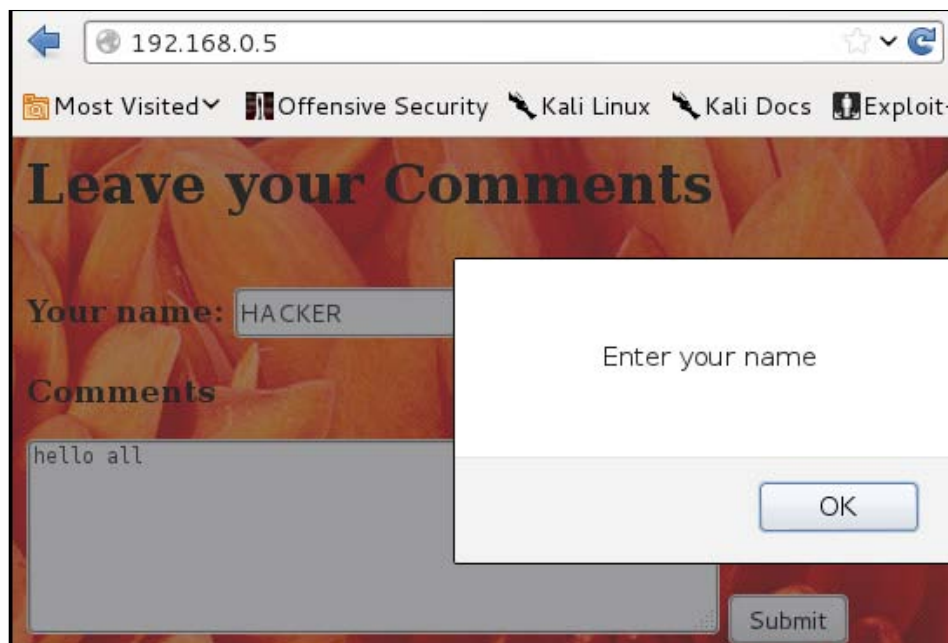 192.168.0.5
Most Visited Offensive Security Kali Linux Kali Docs Exploit-
Leave your Comments
Your name: HACKER
Enter your name
Comments
hello all
OK
Submit